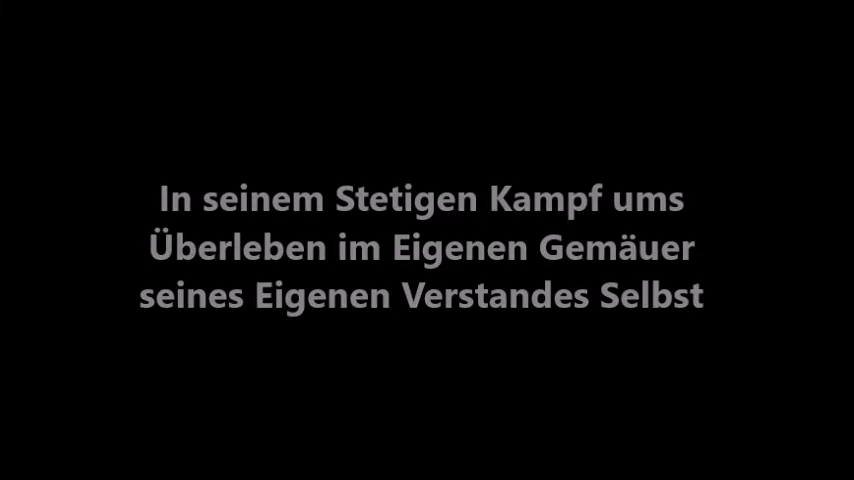 In seinem Stetigen Kampf ums
Überleben im Eigenen Gemäuer
seines Eigenen Verstandes Selbst